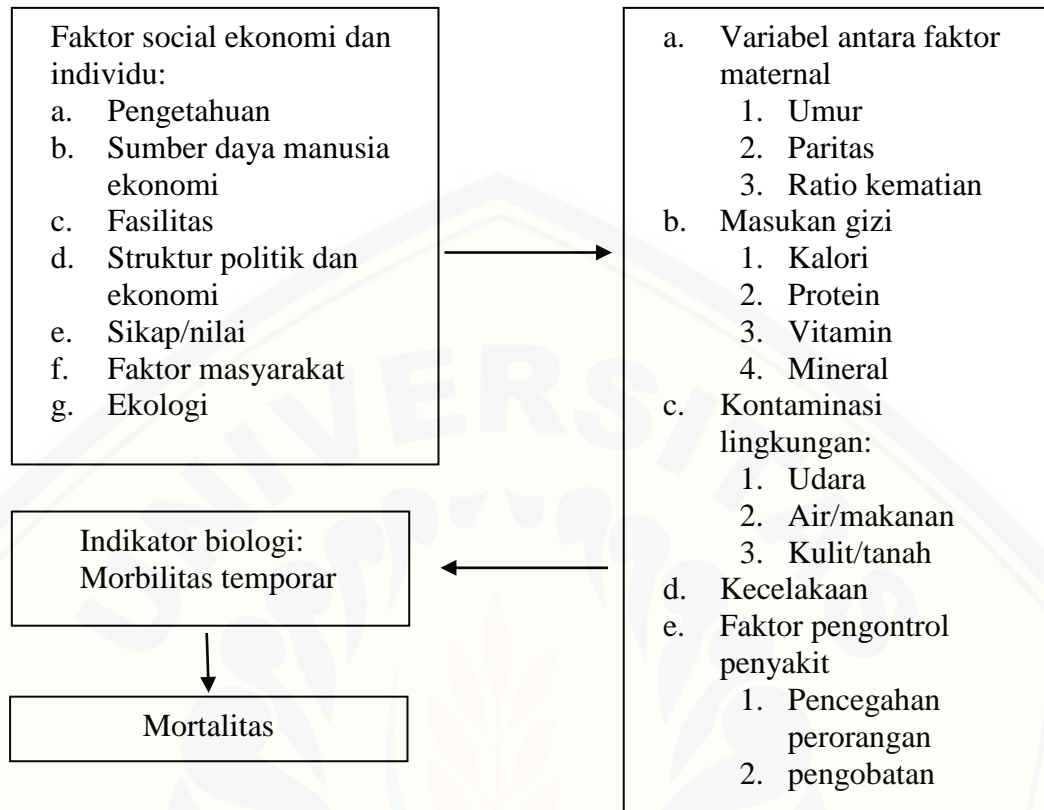 Faktor social ekonomi dan
individu:
a. Pengetahuan
b. Sumber daya manusia
ekonomi
c. Fasilitas
d. Struktur politik dan
ekonomi
e. Sikap/nilai
f. Faktor masyarakat
g. Ekologi
a. Variabel antara faktor
maternal
1. Umur
2. Paritas
3. Ratio kematian
b. Masukan gizi
1. Kalori
2. Protein
3. Vitamin
4. Mineral
c. Kontaminasi
lingkungan:
1. Udara
2. Air/makanan
3. Kulit/tanah
d. Kecelakaan
e. Faktor pengontrol
penyakit
1. Pencegahan
perorangan
2. pengobatan
Indikator biologi:
Morbilitas temporar
Mortalitas
UNIVERSITAS